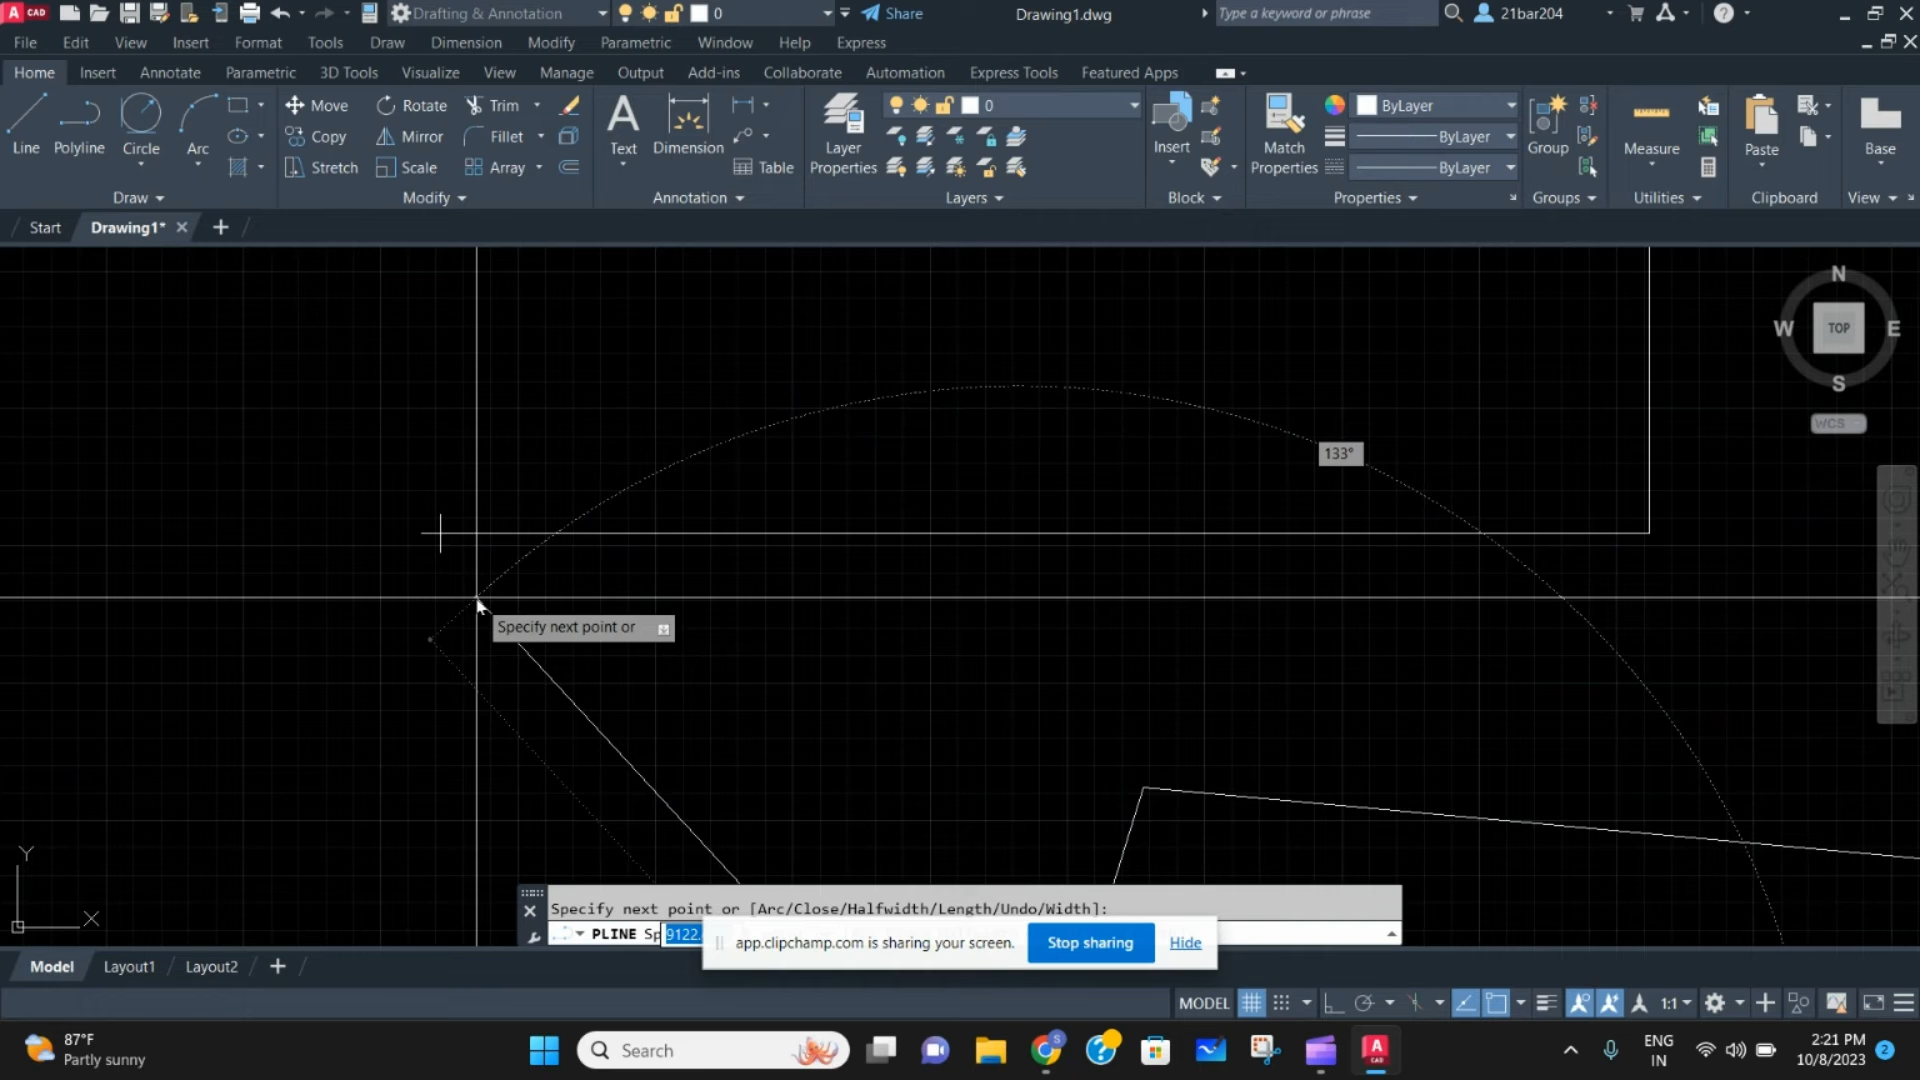 A CAD Drafting & Annotation 0 Share Drawing1.dwg Type a keyword or phrase 21bar204
File Edit View Insert Format Tools Draw Dimension Modify Parametric Window Help Express
Home Insert Annotate Parametric 3D Tools Visualize View Manage Output Add-ins Collaborate Automation Express Tools Featured Apps
Move Rotate Trim 0 ByLayer
Line Polyline Circle Arc Copy Mirror Fillet Text Dimension Layer Properties Insert Match Properties ByLayer Group Measure Paste Base
Stretch Scale Array Table ByLayer
Draw Modify Annotation Layers Block Properties Groups Utilities Clipboard View
Start Drawing1*
N
W TOP E
S
WCS
133°
Specify next point or
Y
X
Specify next point or [Arc/Close/Halfwidth/Length/Undo/Width]:
PLINE Sp 9122.
app.clipchamp.com is sharing your screen. Stop sharing Hide
Model Layout1 Layout2
MODEL 1:1
87°F
Partly sunny
Search
ENG
IN
2:21 PM
10/8/2023
2